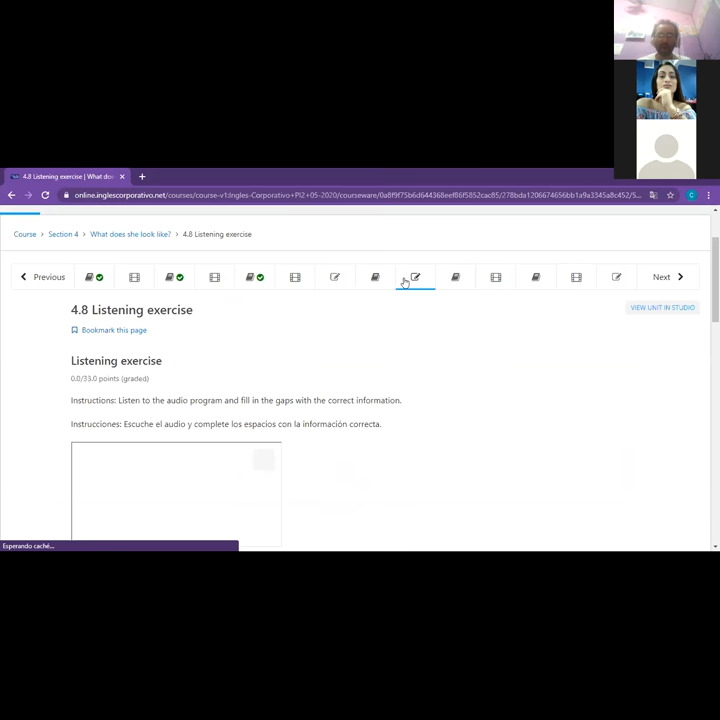 4.8 Listening exercise | What doe
online.inglescorporativo.net/courses/course-v1:Ingles-Corporativo+PI2+05-2020/courseware/0a8f9f75b6d644368eef86f5852cac85/278bda1206674656bb1a9a3345a8c452/5...
C
Course > Section 4 > What does she look like? > 4.8 Listening exercise
Previous
Next
4.8 Listening exercise
VIEW UNIT IN STUDIO
Bookmark this page
Listening exercise
0.0/33.0 points (graded)
Instructions: Listen to the audio program and fill in the gaps with the correct information.
Instrucciones: Escuche el audio y complete los espacios con la información correcta.
Esperando caché...